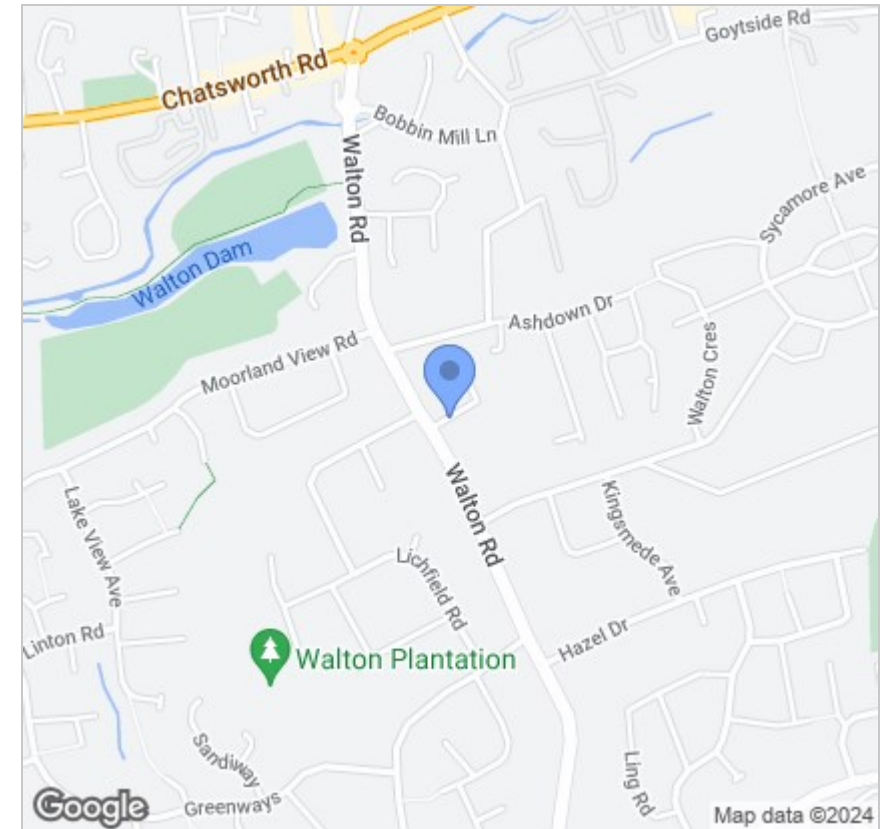 Goytside Rd
Chatsworth Rd
Bobbin Mill Ln
Walton Rd
Sycamore Ave
Walton Dam
Ashdown Dr
Moorland View Rd
Walton Cres
Walton Rd
Kingsmede Ave
Lake View Ave
Lichfield Rd
Linton Rd
Hazel Dr
Walton Plantation
Sandiway
Ling Rd
Greenways
Google
Map data ©2024